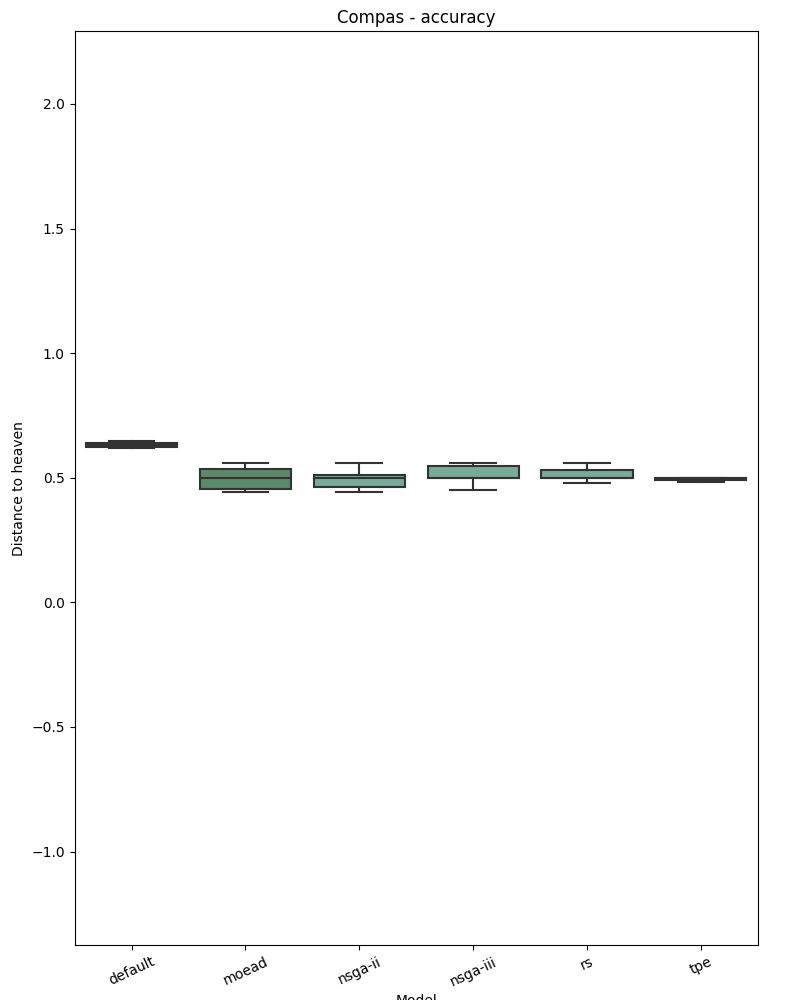 Compas - accuracy
2.0
1.5
1.0
0.5
0.0
−0.5
−1.0
Distance to heaven
default
moead
nsga-ii
nsga-iii
rs
tpe
Model